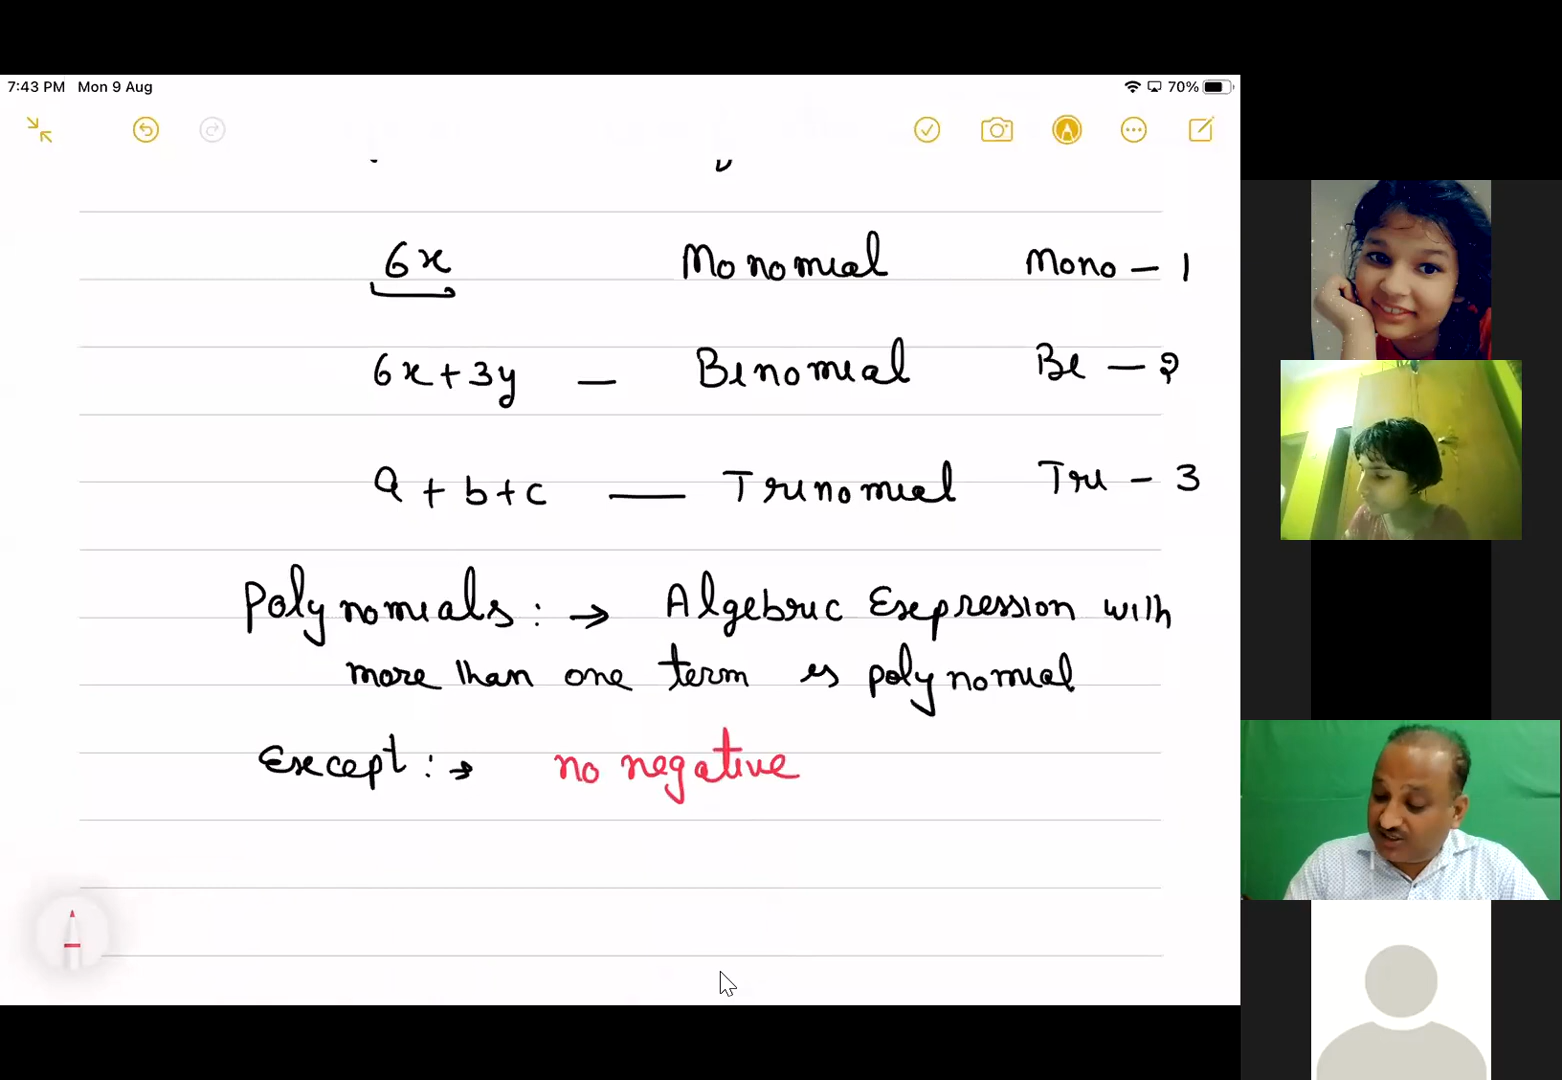 7:43 PM Mon 9 Aug 70%
6x Monomial Mono - 1
6x+3y - Binomial Bi - 2
a + b + c - Trinomial Tri - 3
Polynomials : → Algebric Expression with
more than one term is polynomial
Except : → no negative